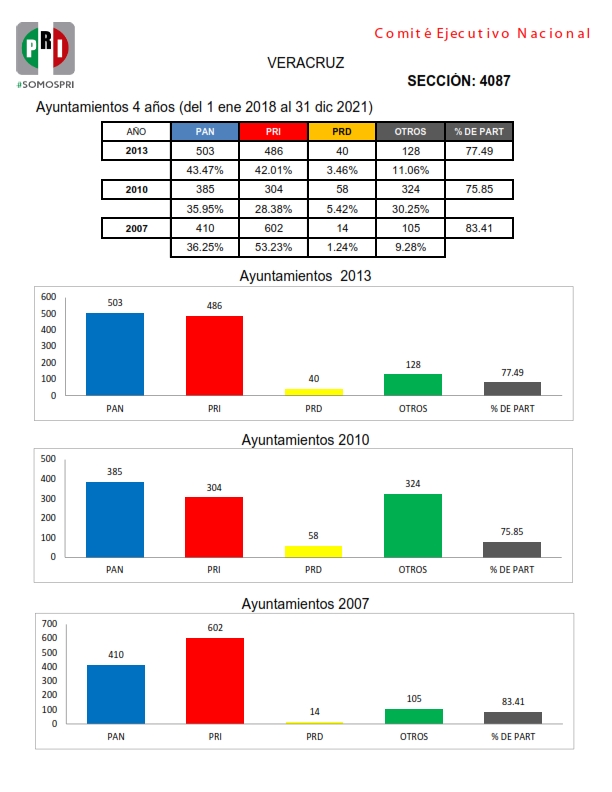 Comité Ejecutivo Nacional
PRI
#SOMOSPRI
VERACRUZ
SECCIÓN: 4087
Ayuntamientos 4 años (del 1 ene 2018 al 31 dic 2021)
AÑO PAN PRI PRD OTROS % DE PART
2013 503 486 40 128 77.49
43.47% 42.01% 3.46% 11.06%
2010 385 304 58 324 75.85
35.95% 28.38% 5.42% 30.25%
2007 410 602 14 105 83.41
36.25% 53.23% 1.24% 9.28%
Ayuntamientos 2013
600
500
400
300
200
100
0
503 486 40 128 77.49
PAN PRI PRD OTROS % DE PART
Ayuntamientos 2010
500
400
300
200
100
0
385 304 58 324 75.85
PAN PRI PRD OTROS % DE PART
Ayuntamientos 2007
700
600
500
400
300
200
100
0
410 602 14 105 83.41
PAN PRI PRD OTROS % DE PART